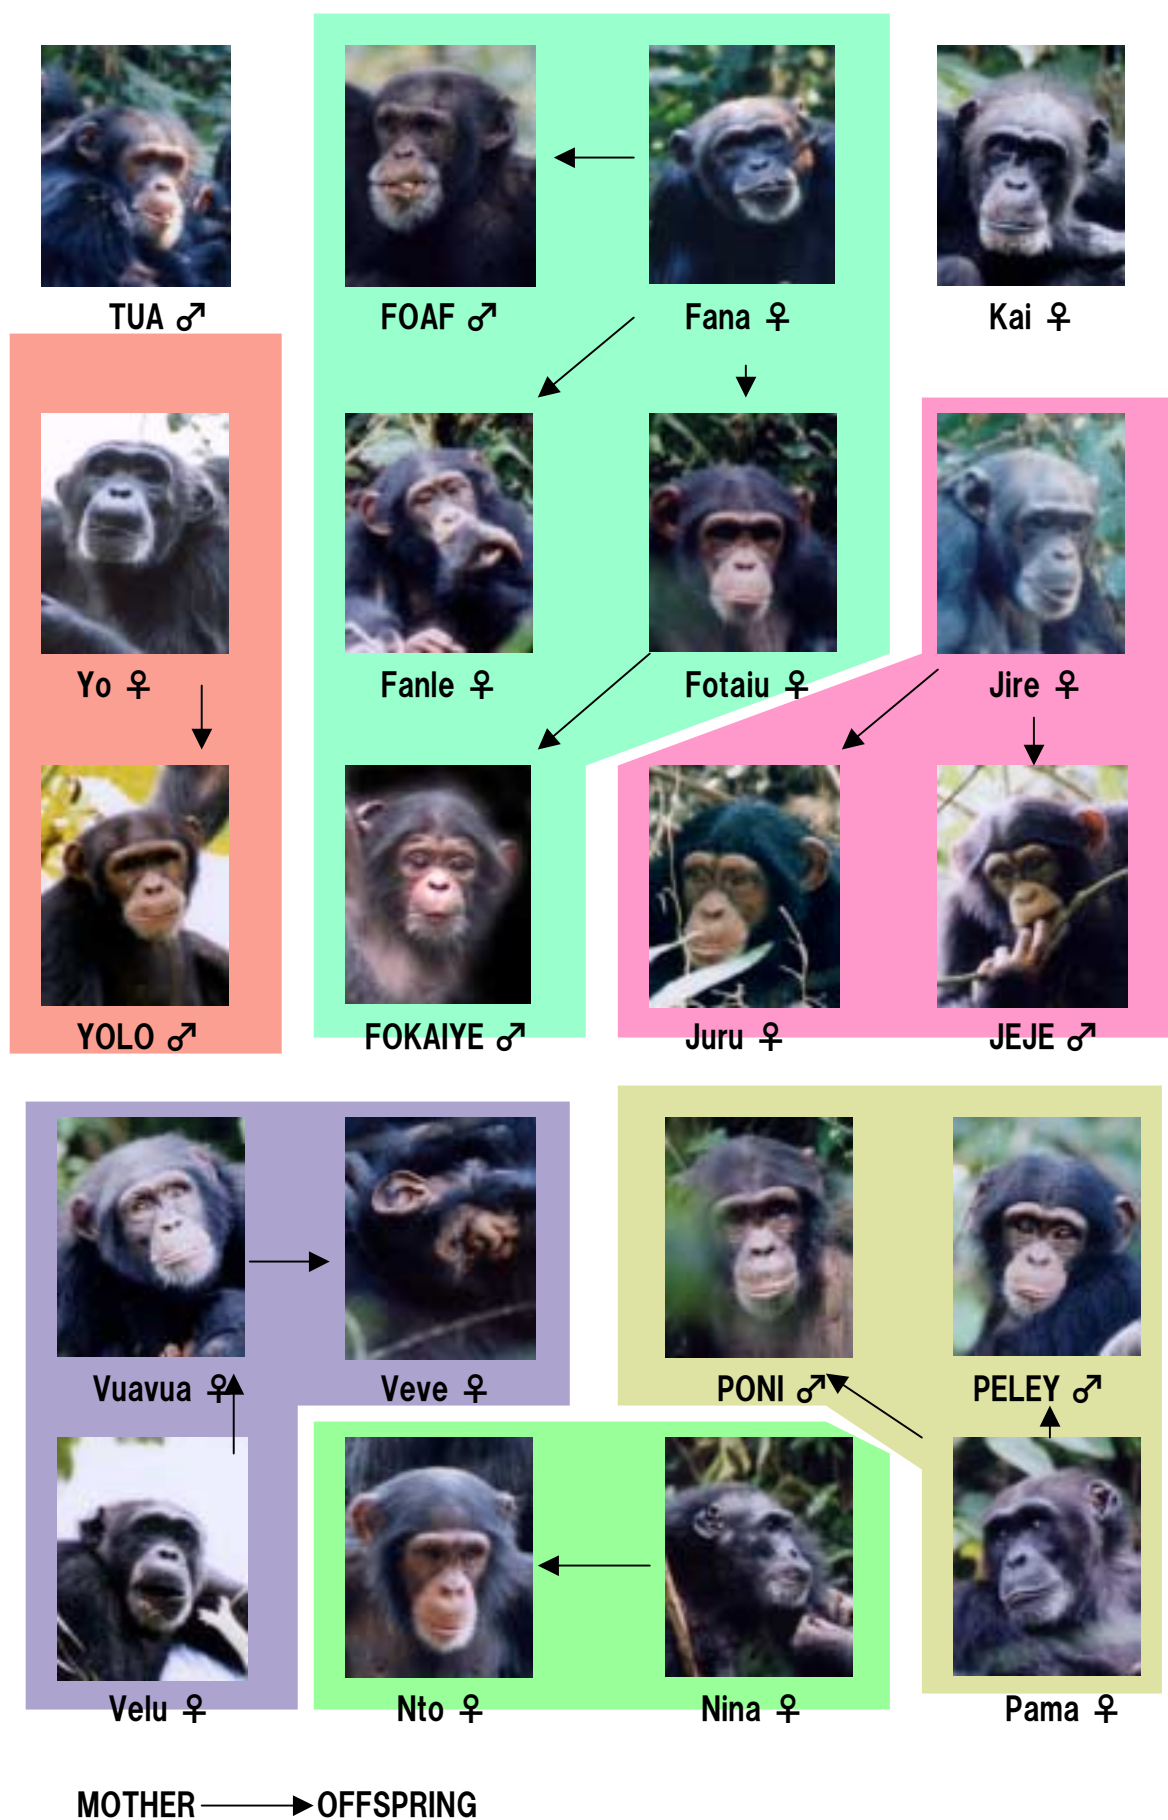 TUA ♂ FOAF ♂ Fana ♀ Kai ♀
Yo ♀ Fanle ♀ Fotaiu ♀ Jire ♀
YOLO ♂ FOKAIYE ♂ Juru ♀ JEJE ♂
Vuavua ♀ Veve ♀ PONI ♂ PELEY ♂
Velu ♀ Nto ♀ Nina ♀ Pama ♀
MOTHER → OFFSPRING